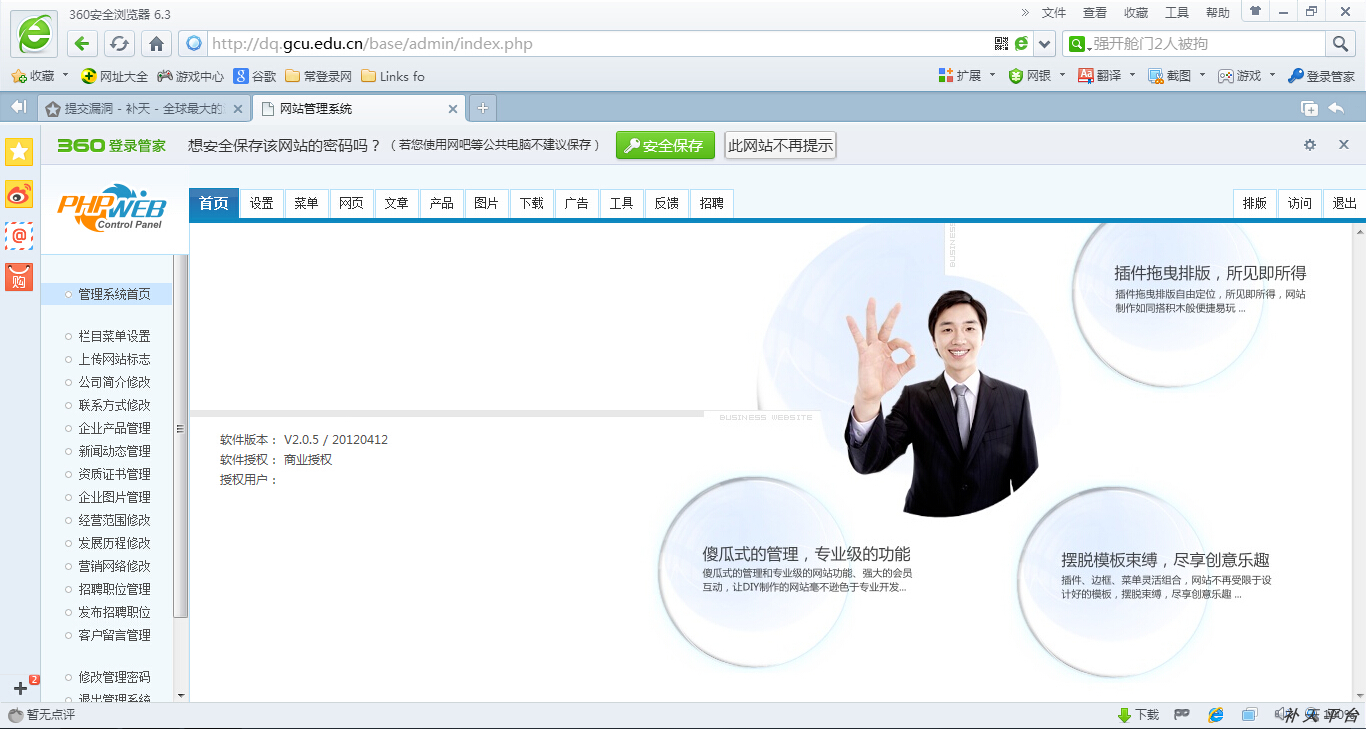 360安全浏览器 6.3
» 文件 查看 收藏 工具 帮助
http://dq.gcu.edu.cn/base/admin/index.php
强开舱门2人被拘
收藏 网址大全 游戏中心 谷歌 常登录网 Links fo
扩展 网银 翻译 截图 游戏 登录管家
提交漏洞 - 补天 - 全球最大的
网站管理系统
360 登录管家 想安全保存该网站的密码吗？（若您使用网吧等公共电脑不建议保存） 安全保存 此网站不再提示
PHPWEB
Control Panel
首页 设置 菜单 网页 文章 产品 图片 下载 广告 工具 反馈 招聘 排版 访问 退出
管理系统首页
栏目菜单设置
上传网站标志
公司简介修改
联系方式修改
企业产品管理
新闻动态管理
资质证书管理
企业图片管理
经营范围修改
发展历程修改
营销网络修改
招聘职位管理
发布招聘职位
客户留言管理
修改管理密码
退出管理系统
BUSINESS
插件拖曳排版，所见即所得
插件拖曳排版自由定位，所见即所得，网站
制作如同搭积木般便捷易玩 ...
BUSINESS WEBSITE
软件版本： V2.0.5 / 20120412
软件授权： 商业授权
授权用户：
傻瓜式的管理，专业级的功能
傻瓜式的管理和专业级的网站功能、强大的会员
互动，让DIY制作的网站毫不逊色于专业开发...
摆脱模板束缚，尽享创意乐趣
插件、边框、菜单灵活组合，网站不再受限于设
计好的模板，摆脱束缚，尽享创意乐趣 ...
购
2
暂无点评
下载
补天平台